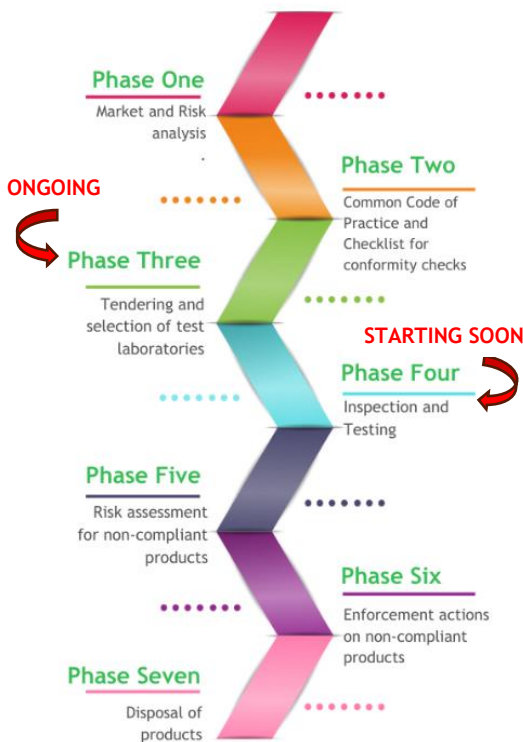 Phase One
Market and Risk
analysis
.
Phase Two
Common Code of
Practice and
Checklist for
conformity checks
ONGOING
Phase Three
Tendering and
selection of test
laboratories
STARTING SOON
Phase Four
Inspection and
Testing
Phase Five
Risk assessment
for non-compliant
products
Phase Six
Enforcement actions
on non-compliant
products
Phase Seven
Disposal of
products